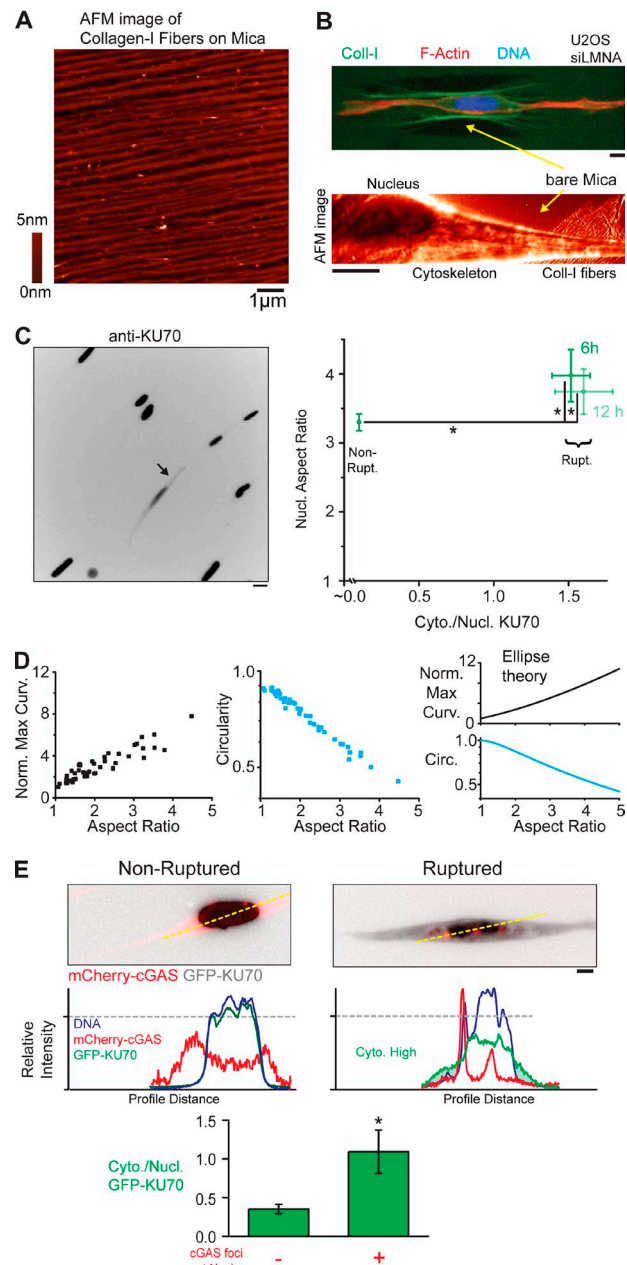 A
AFM image of
Collagen-I Fibers on Mica
5nm
0nm
1μm
B
Coll-I F-Actin DNA U2OS
siLMNA
bare Mica
Nucleus
AFM image
Cytoskeleton Coll-I fibers
C
anti-KU70
Nucl. Aspect Ratio
4
3
2
1
6h
12 h
* *
*
Non-
Rupt.
Rupt.
~0.0 0.5 1.0 1.5
Cyto./Nucl. KU70
D
Norm. Max Curv.
12
8
4
0
1 2 3 4 5
Aspect Ratio
Circularity
1.0
0.5
1 2 3 4 5
Aspect Ratio
Ellipse
theory
Norm.
Max
Curv.
12
0
Circ.
1.0
0.5
1 2 3 4 5
Aspect Ratio
E
Non-Ruptured
Ruptured
mCherry-cGAS GFP-KU70
Relative
Intensity
DNA
mCherry-cGAS
GFP-KU70
Profile Distance
Cyto. High
Profile Distance
Cyto./Nucl.
GFP-KU70
1.5
1.0
0.5
0.0
*
cGAS foci
- +